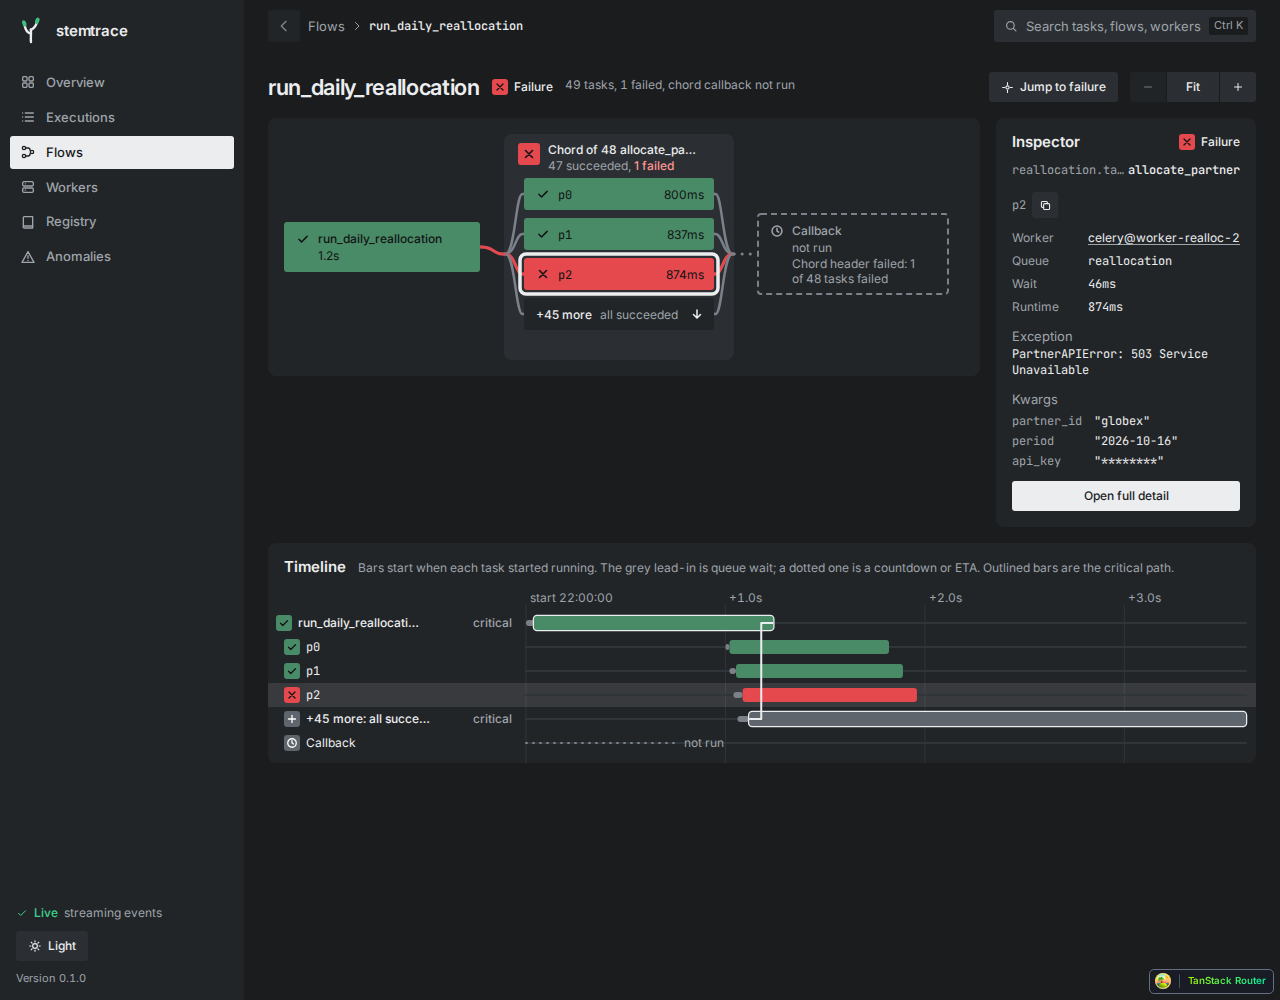 stemtrace
Overview
Executions
Flows
Workers
Registry
Anomalies
Live streaming events
Light
Version 0.1.0
Flows > run_daily_reallocation
Search tasks, flows, workers Ctrl K
run_daily_reallocation Failure 49 tasks, 1 failed, chord callback not run
Jump to failure − Fit +
run_daily_reallocation
1.2s
Chord of 48 allocate_pa...
47 succeeded, 1 failed
p0 800ms
p1 837ms
p2 874ms
+45 more all succeeded
Callback
not run
Chord header failed: 1
of 48 tasks failed
Inspector Failure
reallocation.ta… allocate_partner
p2
Worker celery@worker-realloc-2
Queue reallocation
Wait 46ms
Runtime 874ms
Exception
PartnerAPIError: 503 Service
Unavailable
Kwargs
partner_id "globex"
period "2026-10-16"
api_key "********"
Open full detail
Timeline Bars start when each task started running. The grey lead-in is queue wait; a dotted one is a countdown or ETA. Outlined bars are the critical path.
start 22:00:00 +1.0s +2.0s +3.0s
run_daily_reallocati... critical
p0
p1
p2
+45 more: all succe... critical
Callback not run
TanStack Router